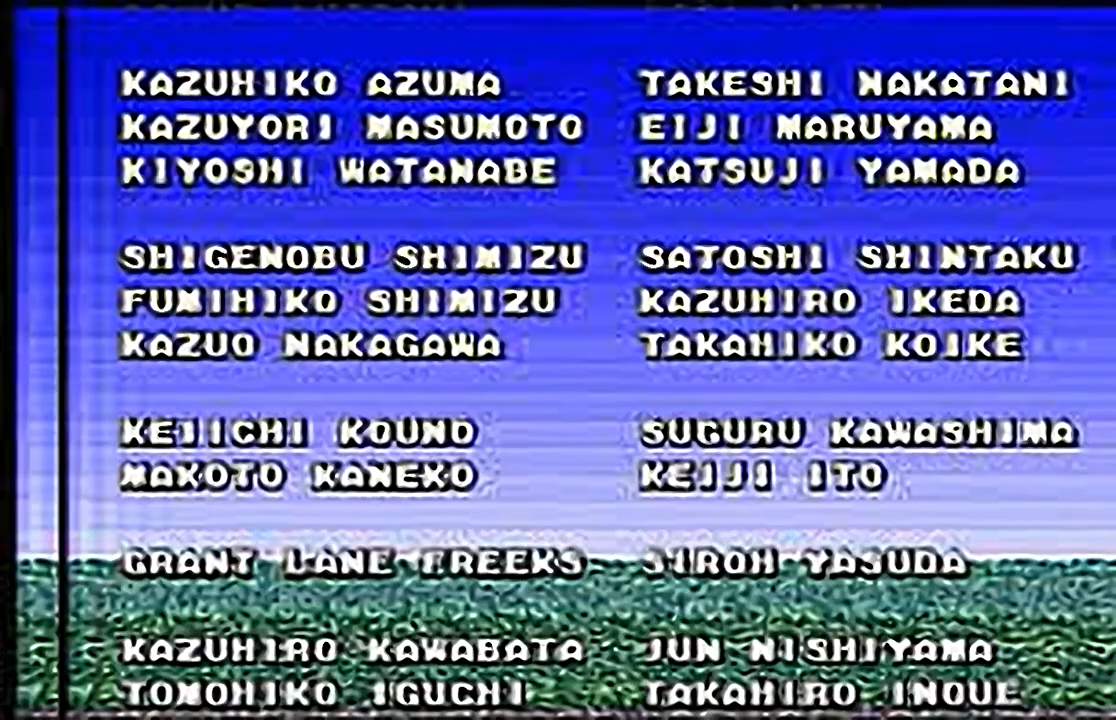 KAZUHIKO AZUMA TAKESHI NAKATANI
KAZUYORI MASUMOTO EIJI MARUYAMA
KIYOSHI WATANABE KATSUJI YAMADA
SHIGENOBU SHIMIZU SATOSHI SHINTAKU
FUMIHIKO SHIMIZU KAZUHIRO IKEDA
KAZUO NAKAGAWA TAKAHIKO KOIKE
KEIICHI KOUNO SUGURU KAWASHIMA
MAKOTO KANEKO KEIJI ITO
GRANT LANE FREEKS JIROH YASUDA
KAZUHIRO KAWABATA JUN NISHIYAMA
TOMOHIKO IGUCHI TAKAHIRO INOUE